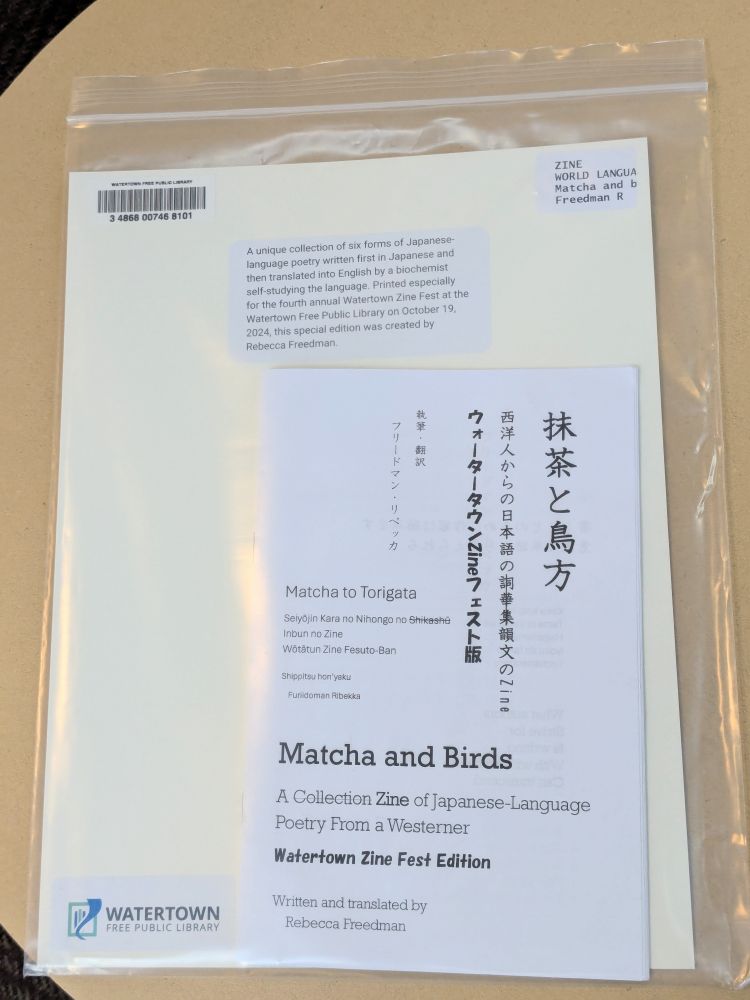 WATERTOWN FREE PUBLIC LIBRARY
3 4868 00746 8101
ZINE
WORLD LANGUA
Matcha and b
Freedman R
A unique collection of six forms of Japanese-
language poetry written first in Japanese and
then translated into English by a biochemist
self-studying the language. Printed especially
for the fourth annual Watertown Zine Fest at the
Watertown Free Public Library on October 19,
2024, this special edition was created by
Rebecca Freedman.
抹茶と鳥方
西洋人からの日本語の詞華集韻文のZine
ウォータータウンZineフェスト版
執筆・翻訳
フリードマン・リベッカ
Matcha to Torigata
Seiyōjin Kara no Nihongo no Shikashū
Inbun no Zine
Wōtātun Zine Fesuto-Ban
Shippitsu hon'yaku
Furiidoman Ribekka
Matcha and Birds
A Collection Zine of Japanese-Language
Poetry From a Westerner
Watertown Zine Fest Edition
Written and translated by
Rebecca Freedman
WATERTOWN
FREE PUBLIC LIBRARY